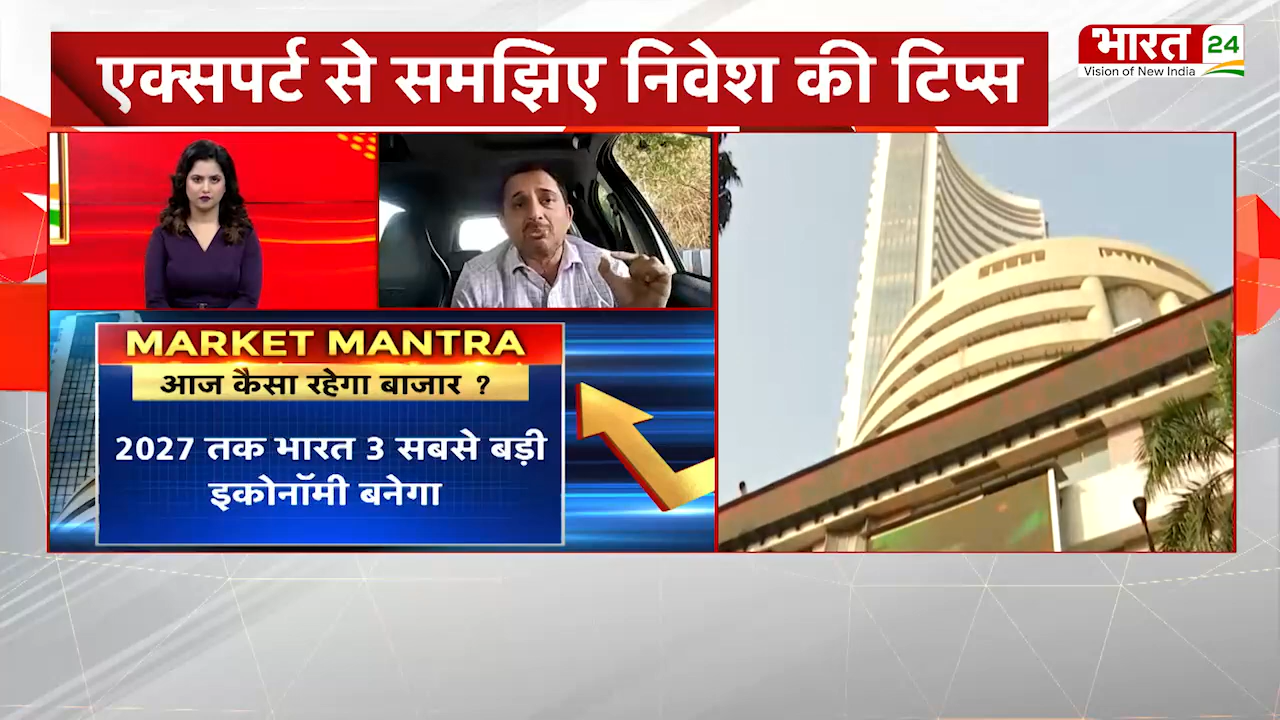 एक्सपर्ट से समझिए निवेश की टिप्स
भारत 24
Vision of New India
MARKET MANTRA
आज कैसा रहेगा बाजार ?
2027 तक भारत 3 सबसे बड़ी
इकोनॉमी बनेगा